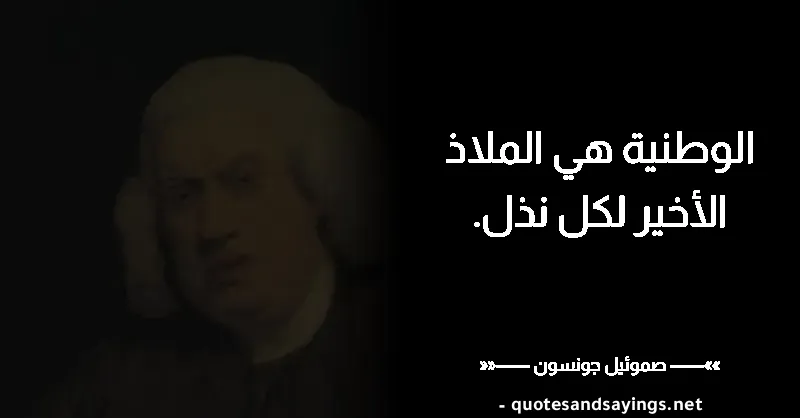 الوطنية هي الملاذ
الأخير لكل نذل.
»»—— صموئيل جونسون ——««
- quotesandsayings.net